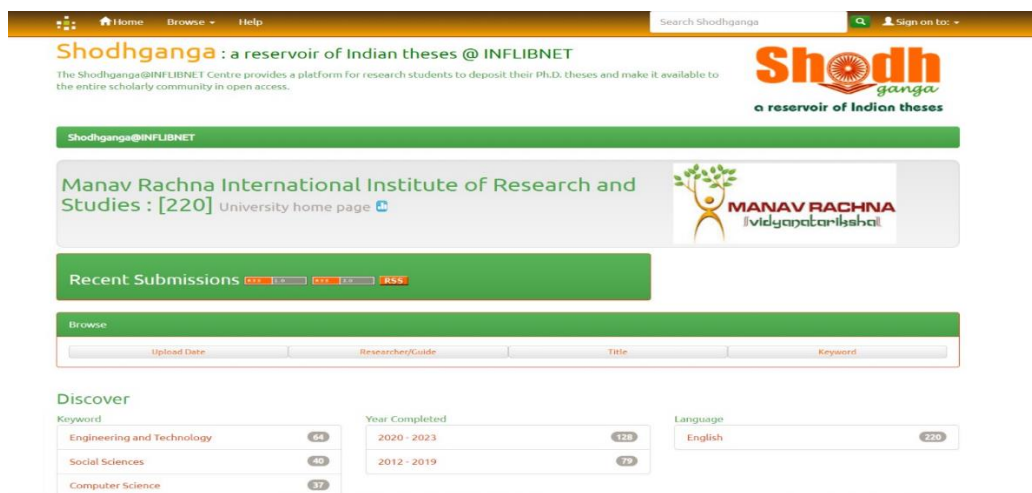 Home Browse Help Search Shodhganga Sign on to:
Shodhganga : a reservoir of Indian theses @ INFLIBNET
The Shodhganga@INFLIBNET Centre provides a platform for research students to deposit their Ph.D. theses and make it available to
the entire scholarly community in open access.
Shodh
ganga
a reservoir of Indian theses
Shodhganga@INFLIBNET
Manav Rachna International Institute of Research and
Studies : [220] University home page
MANAV RACHNA
vidyanatariksha
Recent Submissions RSS
Browse
Upload Date Researcher/Guide Title Keyword
Discover
Keyword Year Completed Language
Engineering and Technology 64 2020 - 2023 128 English 220
Social Sciences 40 2012 - 2019 79
Computer Science 37